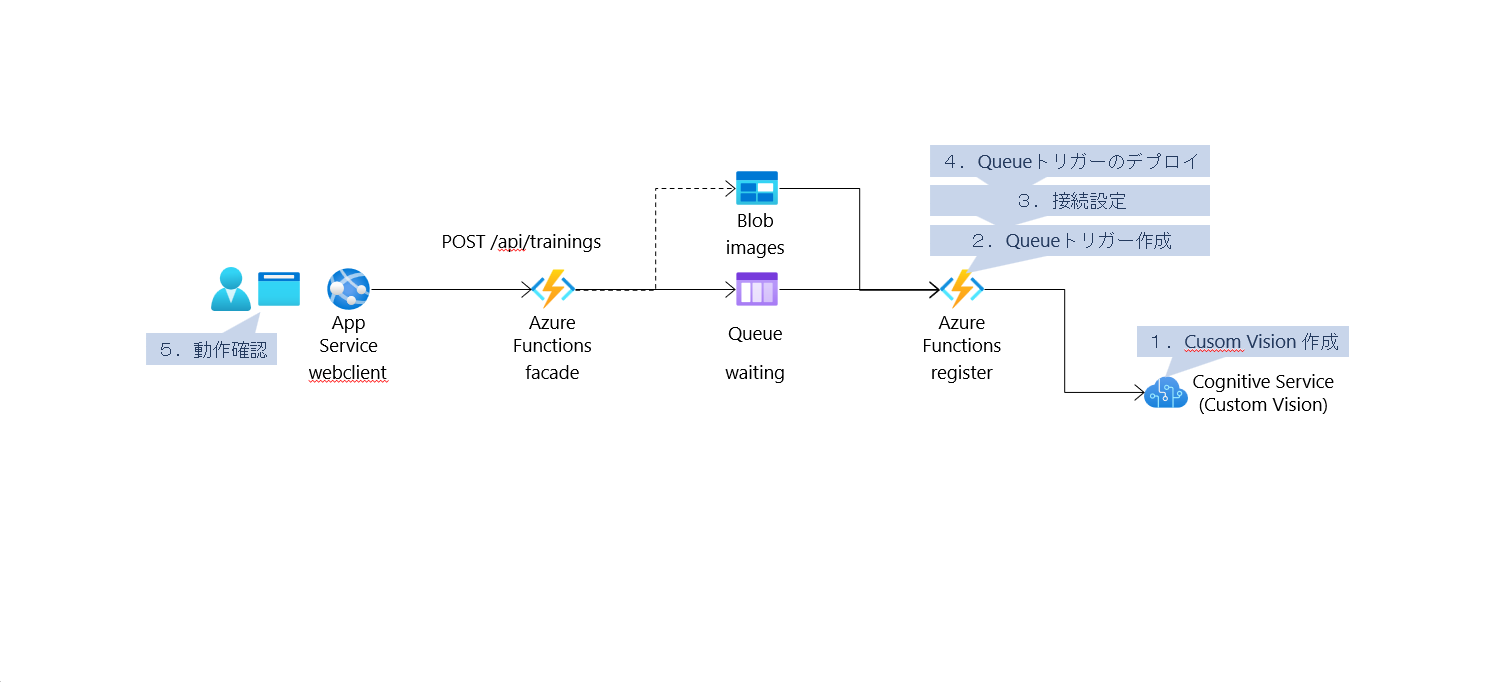 ４．Queueトリガーのデプロイ
３．接続設定
２．Queueトリガー作成
POST /api/trainings
Blob
images
App
Service
webclient
Azure
Functions
facade
Queue
waiting
Azure
Functions
register
５．動作確認
１．Cusom Vision 作成
Cognitive Service
(Custom Vision)